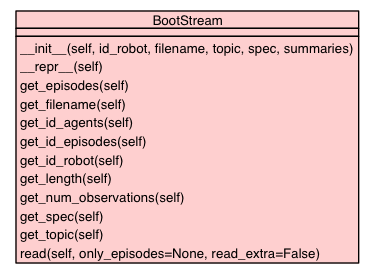 BootStream
__init__(self, id_robot, filename, topic, spec, summaries)
__repr__(self)
get_episodes(self)
get_filename(self)
get_id_agents(self)
get_id_episodes(self)
get_id_robot(self)
get_length(self)
get_num_observations(self)
get_spec(self)
get_topic(self)
read(self, only_episodes=None, read_extra=False)